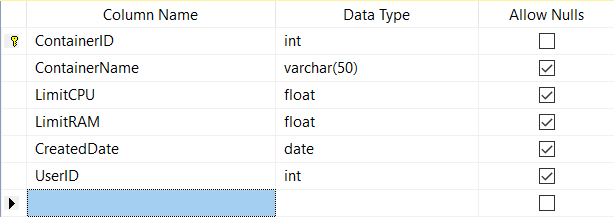 Column Name Data Type Allow Nulls
ContainerID int
ContainerName varchar(50)
LimitCPU float
LimitRAM float
CreatedDate date
UserID int